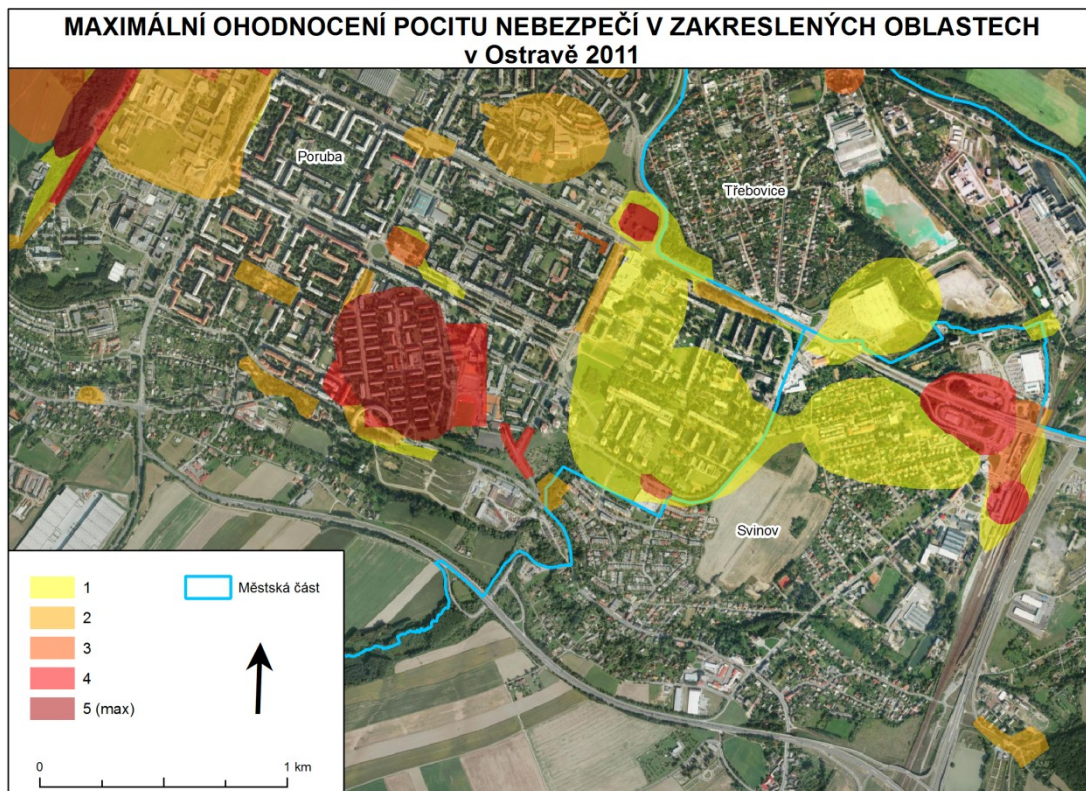 MAXIMÁLNÍ OHODNOCENÍ POCITU NEBEZPEČÍ V ZAKRESLENÝCH OBLASTECH
v Ostravě 2011
Poruba
Třebovice
Svinov
1
2
3
4
5 (max)
Městská část
0
1 km